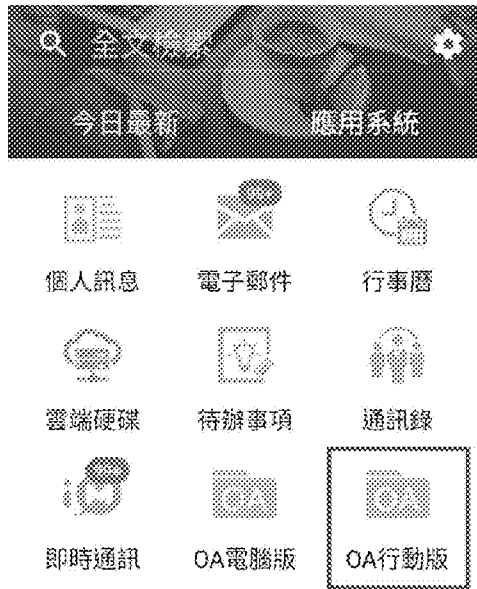 全文檢索
今日最新 應用系統
個人訊息 電子郵件 行事曆
雲端硬碟 待辦事項 通訊錄
OA OA
即時通訊 OA電腦版 OA行動版